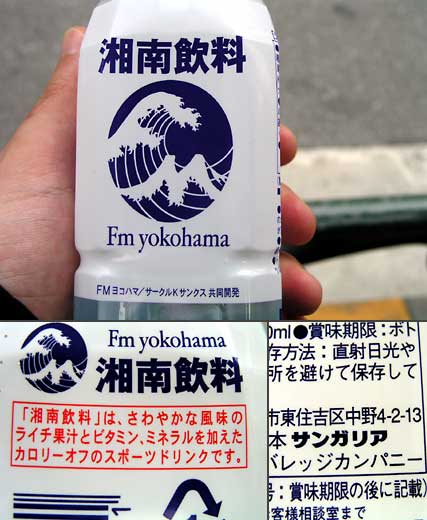 湘南飲料
Fm yokohama
FMヨコハマ/サークルKサンクス 共同開発
Fm yokohama
湘南飲料
「湘南飲料」は、さわやかな風味の
ライチ果汁とビタミン、ミネラルを加えた
カロリーオフのスポーツドリンクです。
1
0ml●賞味期限:ボト
存方法:直射日光や
所を避けて保存して
市東住吉区中野4-2-13
本 サンガリア
バレッジカンパニー
号:賞味期限の後に記載)
お客様相談室まで